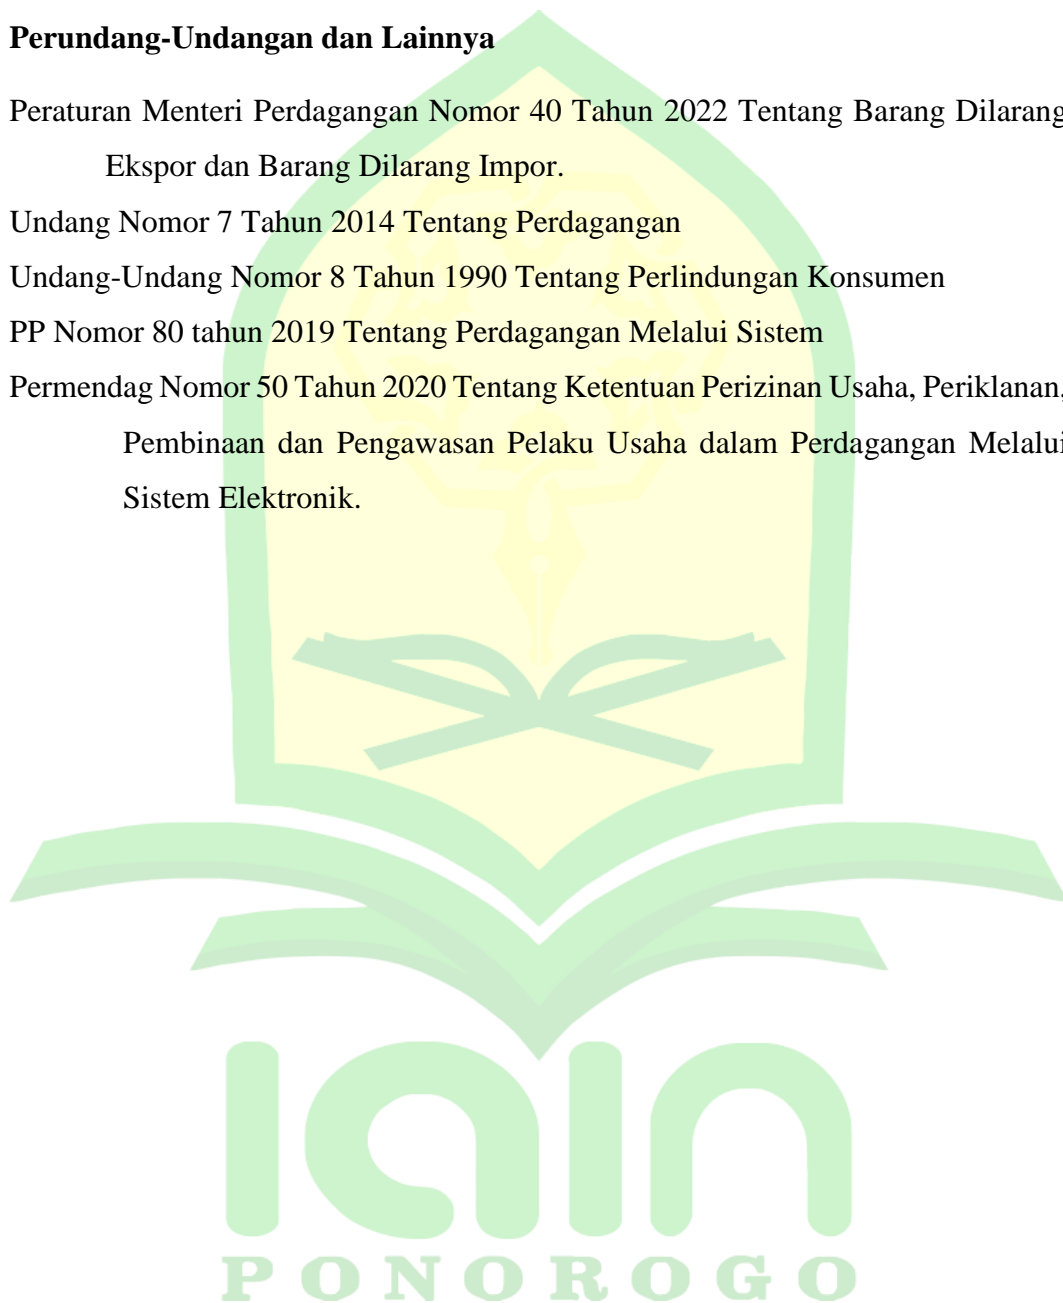 Perundang-Undangan dan Lainnya
Peraturan Menteri Perdagangan Nomor 40 Tahun 2022 Tentang Barang Dilarang
Ekspor dan Barang Dilarang Impor.
Undang Nomor 7 Tahun 2014 Tentang Perdagangan
Undang-Undang Nomor 8 Tahun 1990 Tentang Perlindungan Konsumen
PP Nomor 80 tahun 2019 Tentang Perdagangan Melalui Sistem
Permendag Nomor 50 Tahun 2020 Tentang Ketentuan Perizinan Usaha, Periklanan,
Pembinaan dan Pengawasan Pelaku Usaha dalam Perdagangan Melalui
Sistem Elektronik.
iain
PONOROGO